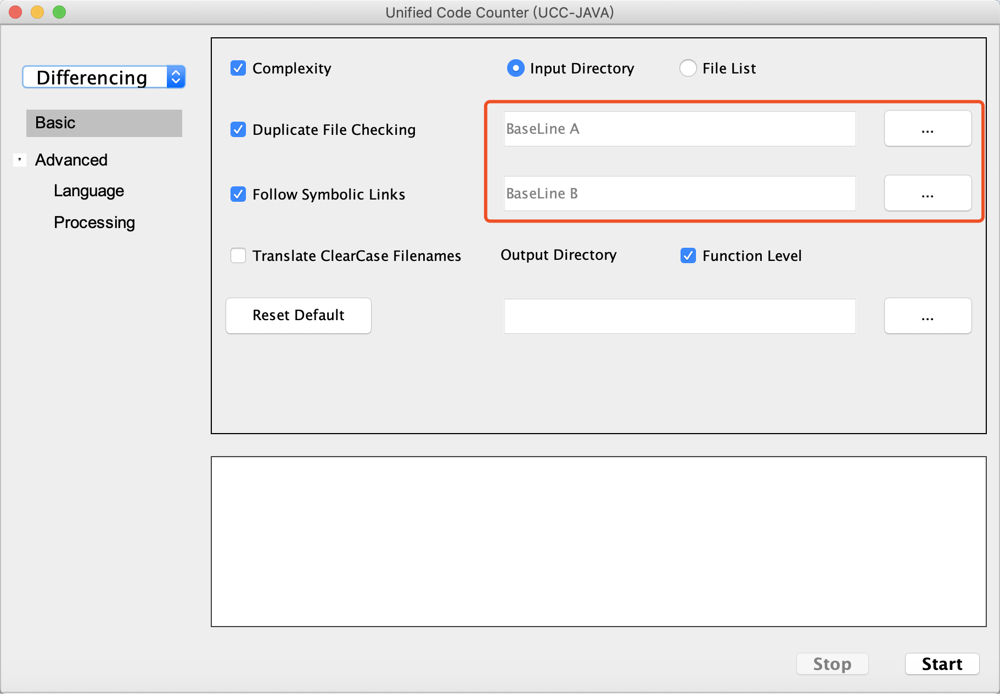 Unified Code Counter (UCC-JAVA)
Differencing
Basic
Advanced
Language
Processing
Complexity
Input Directory
File List
Duplicate File Checking
BaseLine A
...
Follow Symbolic Links
BaseLine B
...
Translate ClearCase Filenames
Output Directory
Function Level
Reset Default
...
Stop
Start